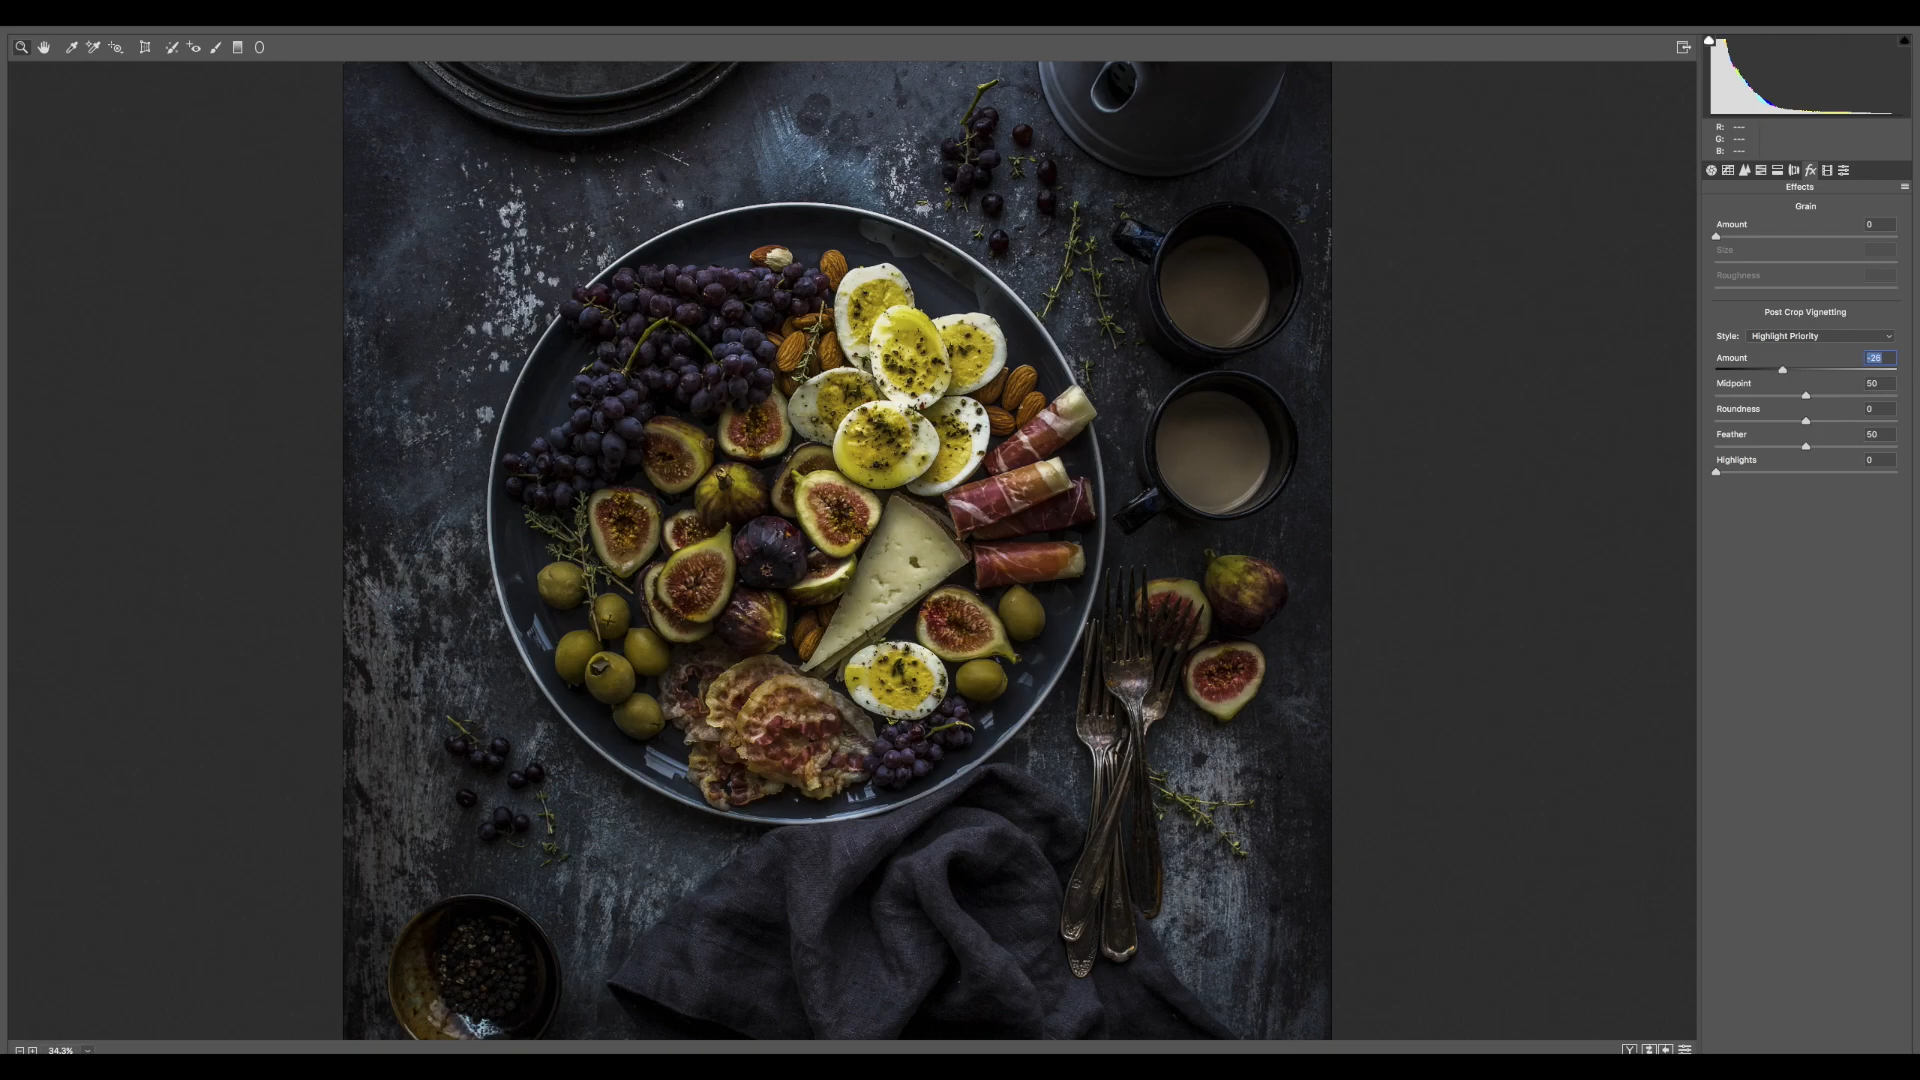 R: ---
G: ---
B: ---
fx
Effects
Grain
Amount 0
Size
Roughness
Post Crop Vignetting
Style: Highlight Priority
Amount -26
Midpoint 50
Roundness 0
Feather 50
Highlights 0
34.3%
Y